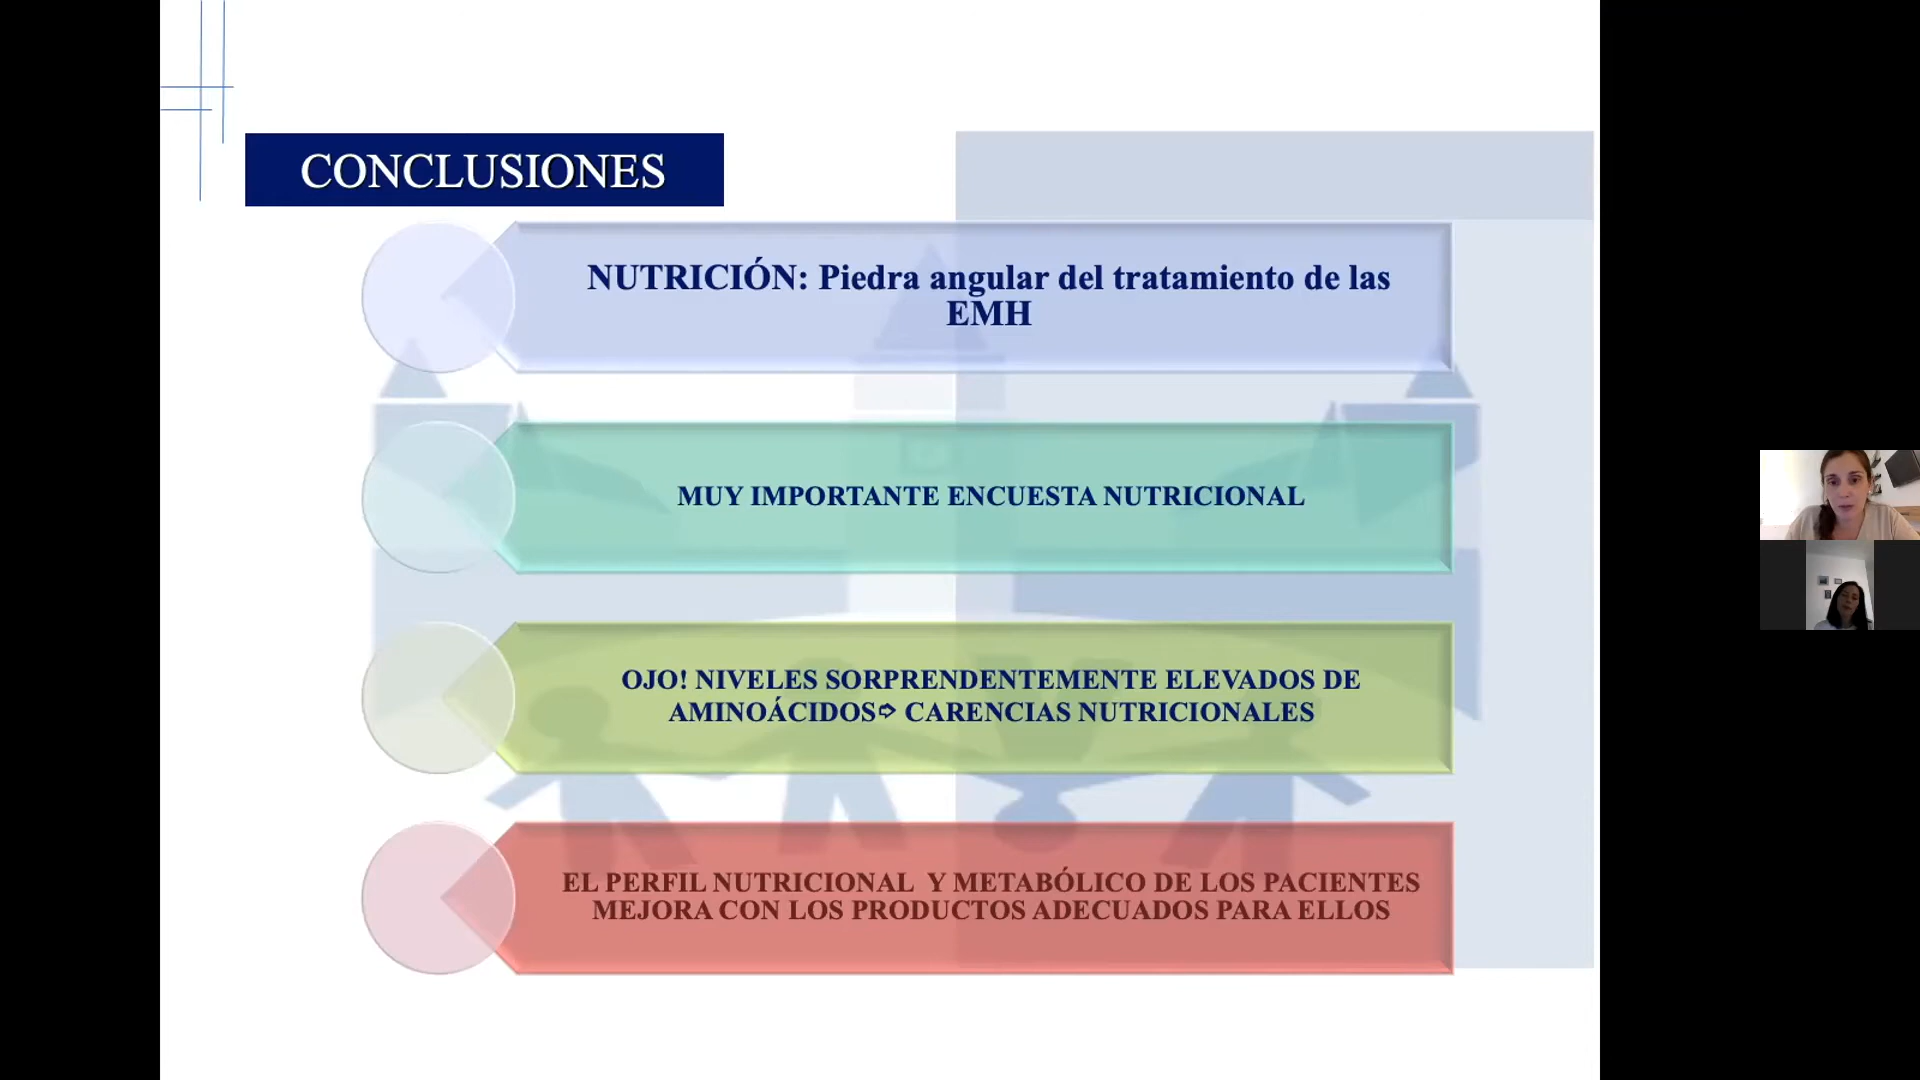 CONCLUSIONES
NUTRICIÓN: Piedra angular del tratamiento de las
EMH
MUY IMPORTANTE ENCUESTA NUTRICIONAL
OJO! NIVELES SORPRENDENTEMENTE ELEVADOS DE
AMINOÁCIDOS➩ CARENCIAS NUTRICIONALES
EL PERFIL NUTRICIONAL Y METABÓLICO DE LOS PACIENTES
MEJORA CON LOS PRODUCTOS ADECUADOS PARA ELLOS